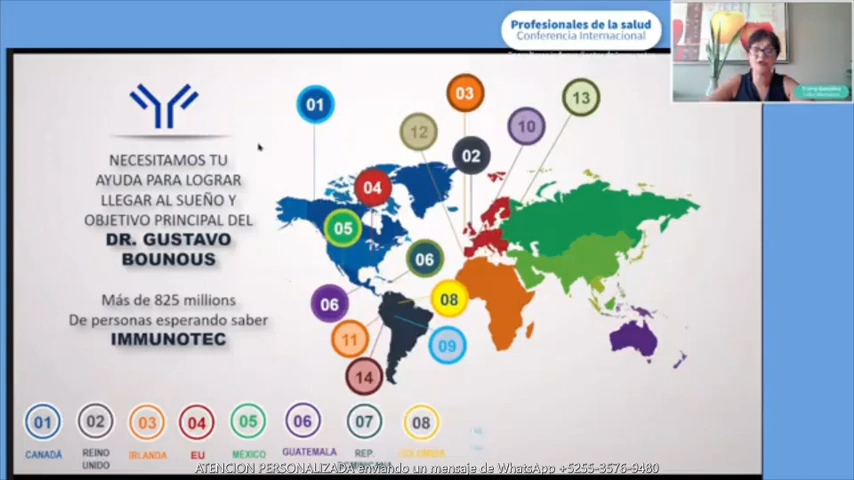 Profesionales de la salud
Conferencia Internacional
NECESITAMOS TU
AYUDA PARA LOGRAR
LLEGAR AL SUEÑO Y
OBJETIVO PRINCIPAL DEL
DR. GUSTAVO
BOUNOUS
Más de 825 millions
De personas esperando saber
IMMUNOTEC
01
03
13
12
10
02
04
05
06
06
08
11
09
14
01
02
03
04
05
06
07
08
CANADÁ
REINO
UNDO
IRLANDA
EU
MÉXICO
GUATEMALA
REP.
DOMINICANA
COLOMBIA
ATENCION PERSONALIZADA enviando un mensaje de WhatsApp +5255-3576-9480